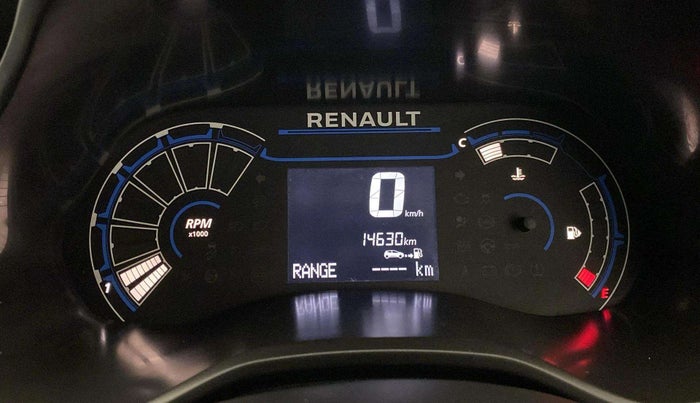 RENAULT
C
0 km/h
RPM
x1000
14630km
RANGE ---- km
1
E